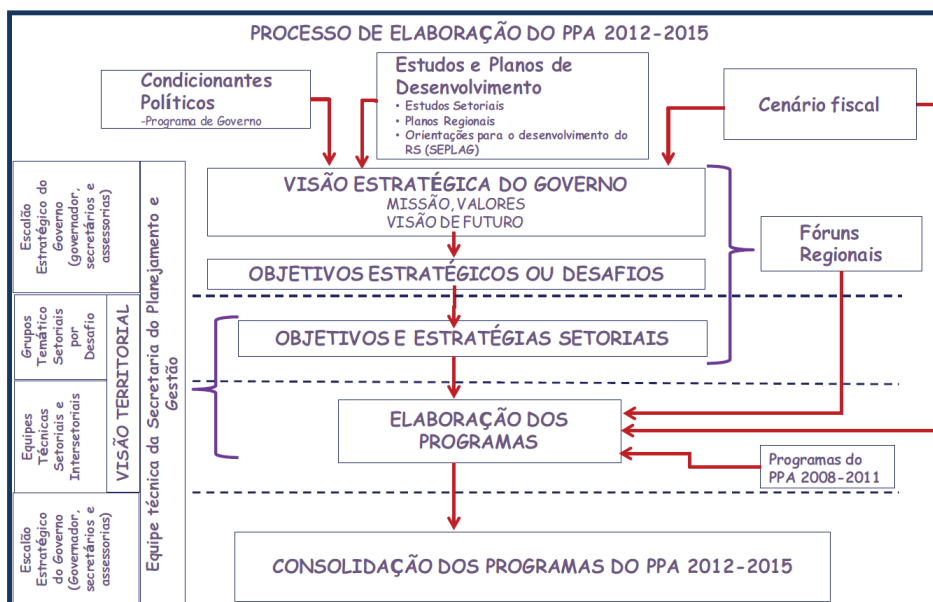 PROCESSO DE ELABORAÇÃO DO PPA 2012-2015
Condicionantes
Políticos
-Programa de Governo
Estudos e Planos de
Desenvolvimento
• Estudos Setoriais
• Planos Regionais
• Orientações para o desenvolvimento do
RS (SEPLAG)
Cenário fiscal
VISÃO ESTRATÉGICA DO GOVERNO
MISSÃO, VALORES
VISÃO DE FUTURO
Fóruns
Regionais
OBJETIVOS ESTRATÉGICOS OU DESAFIOS
OBJETIVOS E ESTRATÉGIAS SETORIAIS
ELABORAÇÃO DOS
PROGRAMAS
Programas do
PPA 2008-2011
CONSOLIDAÇÃO DOS PROGRAMAS DO PPA 2012-2015
Escalão
Estratégico do
Governo
(governador,
secretários e
assessorias)
Grupos
Temático
Setoriais
por
Desafio
Equipes
Técnicas
Setoriais e
Intersetoriais
Escalão
Estratégico
do Governo
(Governador,
secretários e
assessorias)
VISÃO TERRITORIAL
Equipe técnica da Secretaria do Planejamento e
Gestão